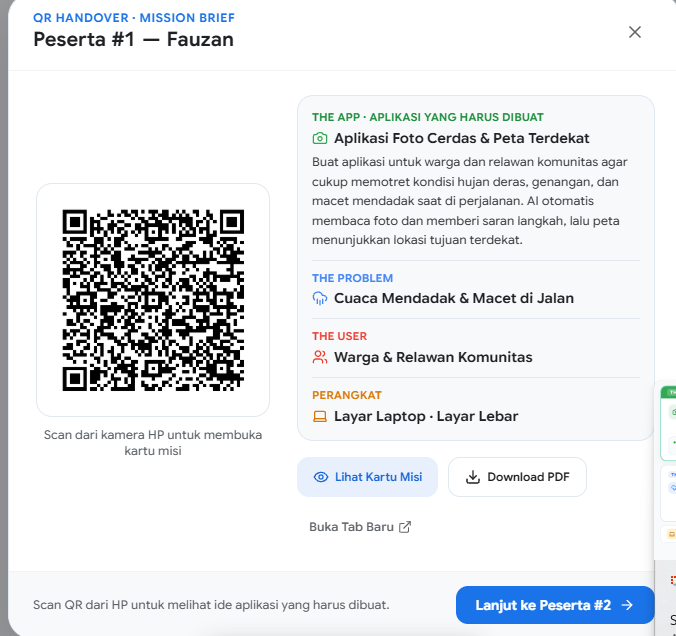 QR HANDOVER · MISSION BRIEF
Peserta #1 — Fauzan
THE APP · APLIKASI YANG HARUS DIBUAT
Aplikasi Foto Cerdas & Peta Terdekat
Buat aplikasi untuk warga dan relawan komunitas agar
cukup memotret kondisi hujan deras, genangan, dan
macet mendadak saat di perjalanan. AI otomatis
membaca foto dan memberi saran langkah, lalu peta
menunjukkan lokasi tujuan terdekat.
THE PROBLEM
Cuaca Mendadak & Macet di Jalan
THE USER
Warga & Relawan Komunitas
PERANGKAT
Layar Laptop · Layar Lebar
Scan dari kamera HP untuk membuka
kartu misi
Lihat Kartu Misi
Download PDF
Buka Tab Baru
Scan QR dari HP untuk melihat ide aplikasi yang harus dibuat.
Lanjut ke Peserta #2 →